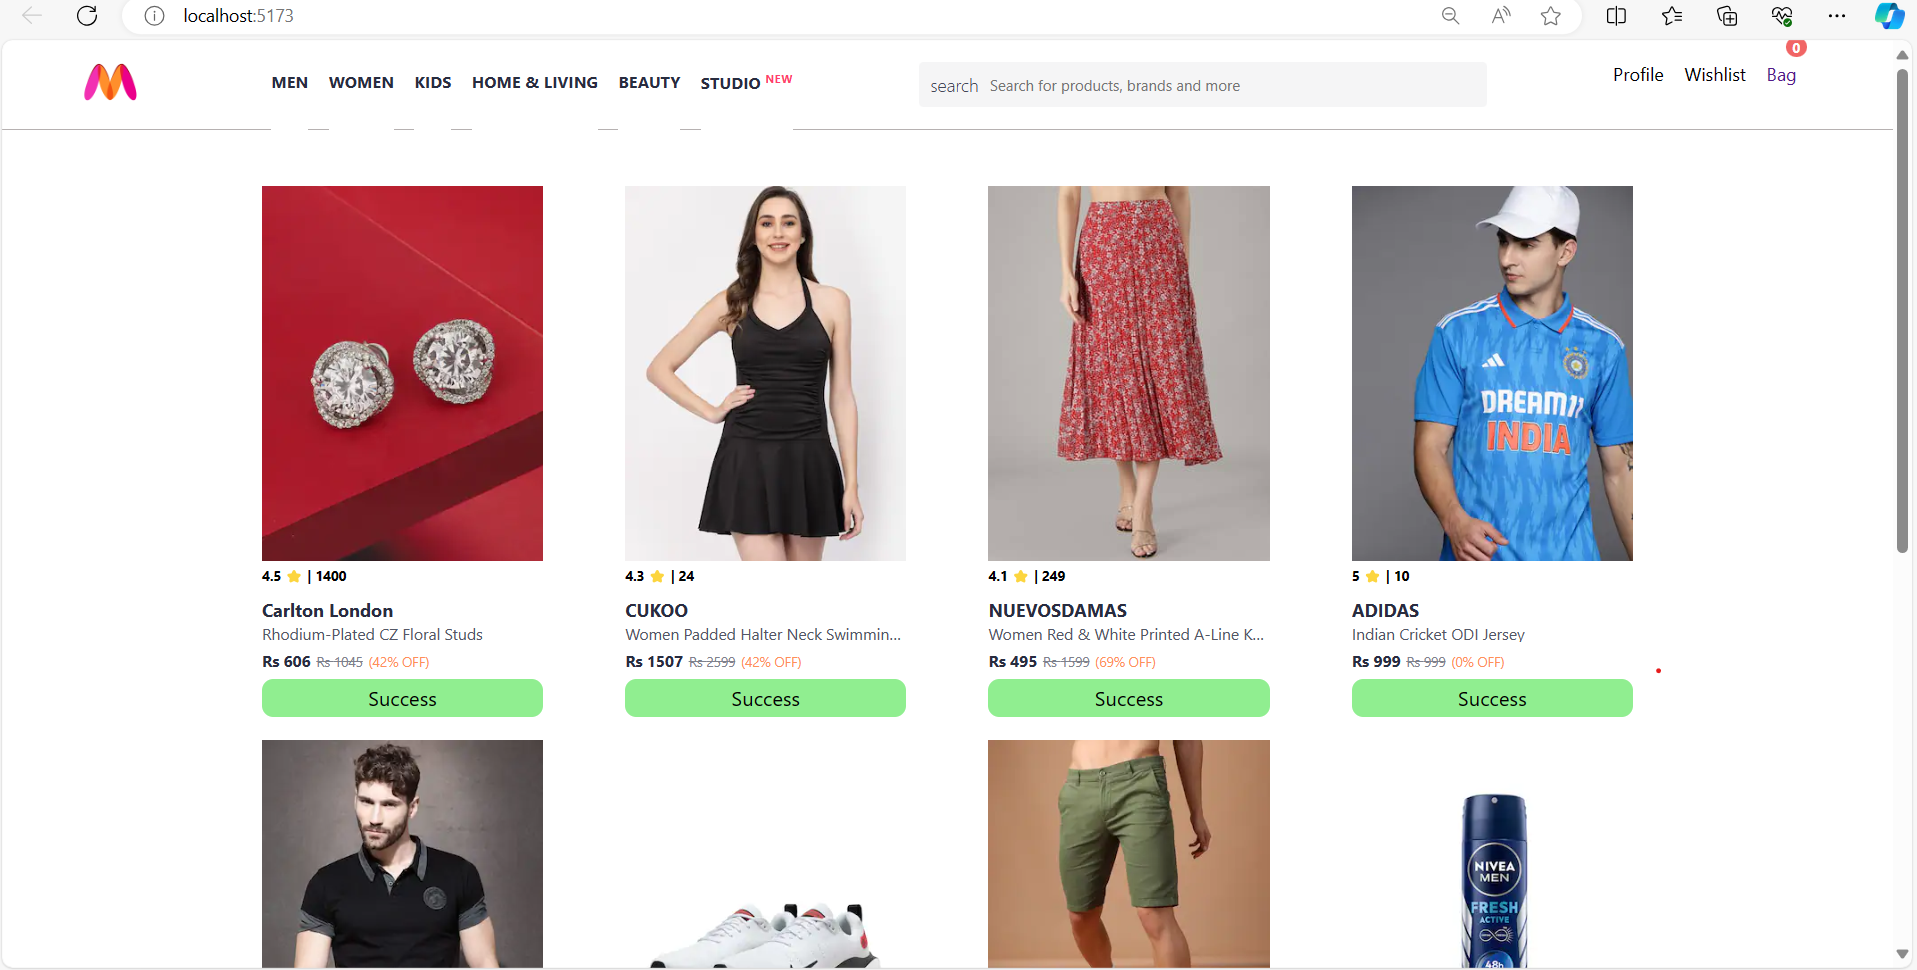 localhost:5173
0
MEN WOMEN KIDS HOME & LIVING BEAUTY STUDIO NEW search Search for products, brands and more Profile Wishlist Bag
DREAM11
INDIA
4.5 ⭐ | 1400 4.3 ⭐ | 24 4.1 ⭐ | 249 5 ⭐ | 10
Carlton London CUKOO NUEVOSDAMAS ADIDAS
Rhodium-Plated CZ Floral Studs Women Padded Halter Neck Swimmin... Women Red & White Printed A-Line K... Indian Cricket ODI Jersey
Rs 606 Rs 1045 (42% OFF) Rs 1507 Rs 2599 (42% OFF) Rs 495 Rs 1599 (69% OFF) Rs 999 Rs 999 (0% OFF)
Success Success Success Success
NIVEA
MEN
FRESH
ACTIVE
48h